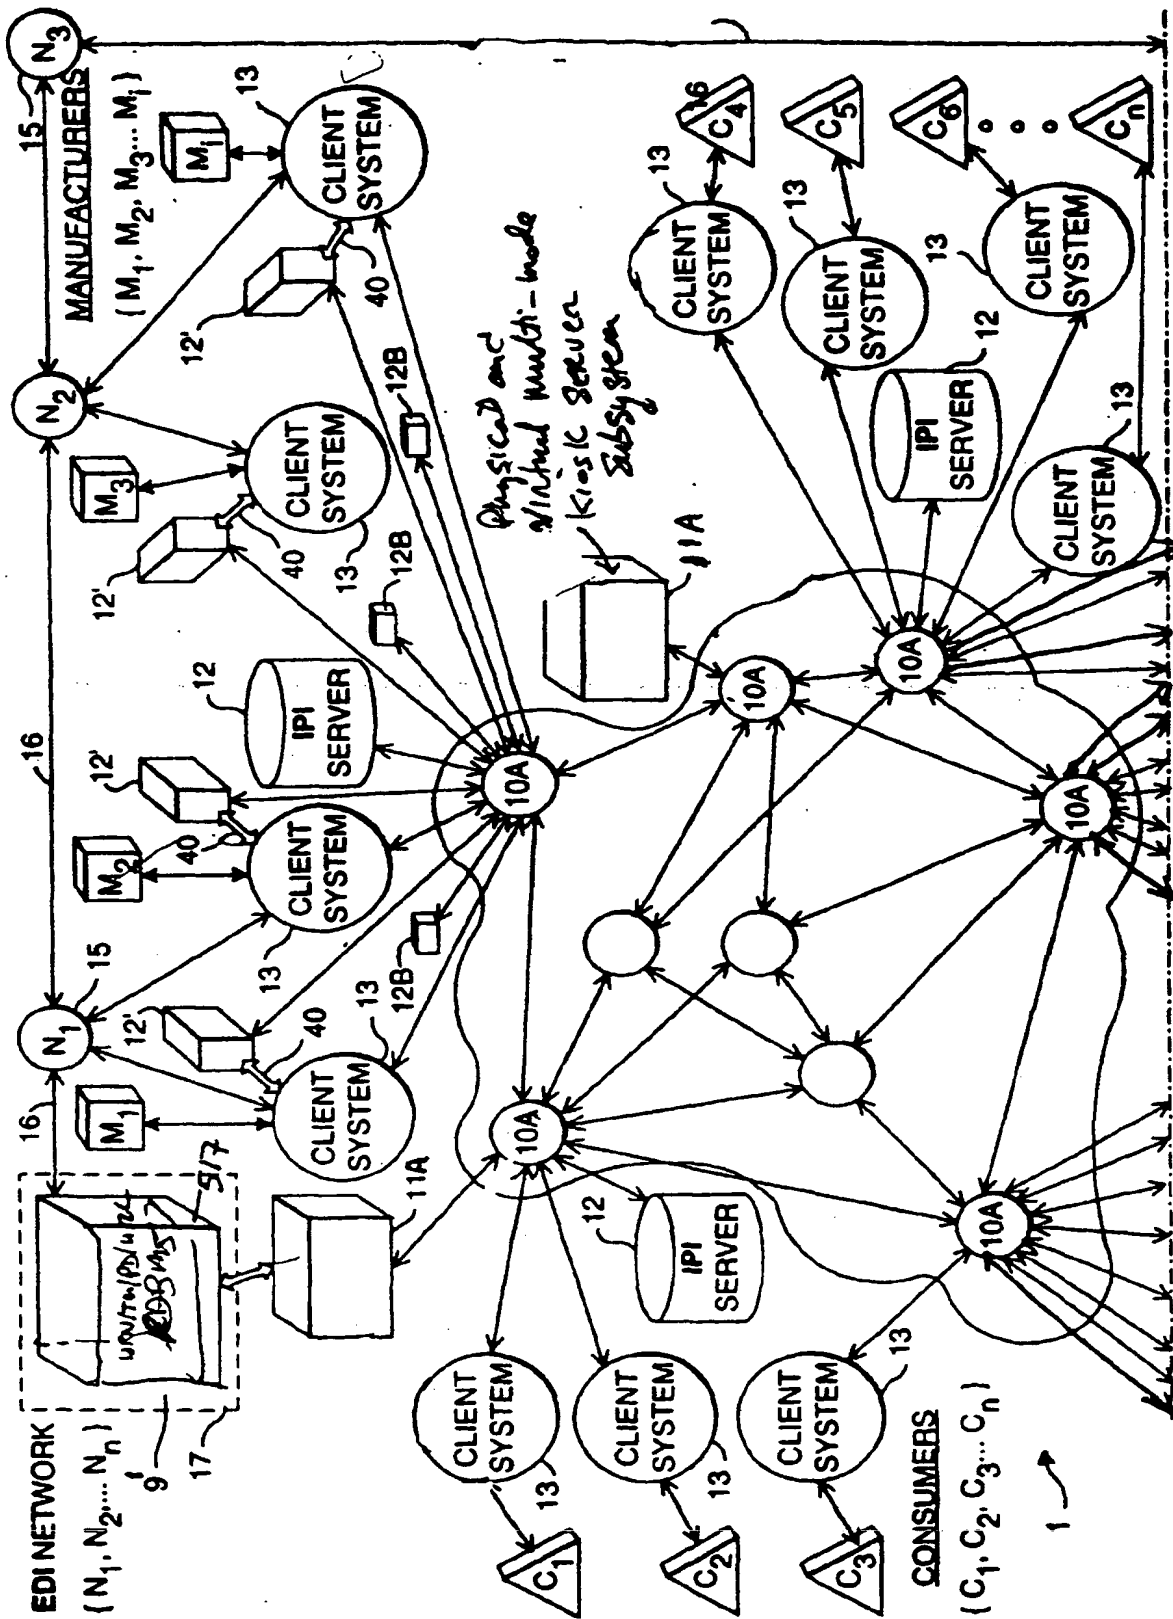 EDI NETWORK
{ N1, N2,... Nn }
9'
17
16
N1
15
16
N2
15
N3
MANUFACTURERS
{ M1, M2, M3... Mi }
M1
12'
40
CLIENT
SYSTEM
13
11A
M2
12'
40
CLIENT
SYSTEM
13
12
IPI
SERVER
12B
M3
12'
40
CLIENT
SYSTEM
13
12B
Mi
13
12'
40
CLIENT
SYSTEM
12B
Physical and
virtual multi-mode
Kiosk Server
Subsystem
11A
10A
10A
10A
10A
10A
10A
12
IPI
SERVER
CLIENT
SYSTEM
13
C1
CLIENT
SYSTEM
13
C2
CLIENT
SYSTEM
13
C3
CONSUMERS
{ C1, C2, C3... Cn }
1
13
CLIENT
SYSTEM
16
C4
13
CLIENT
SYSTEM
C5
13
CLIENT
SYSTEM
C6
12
IPI
SERVER
13
CLIENT
SYSTEM
Cn